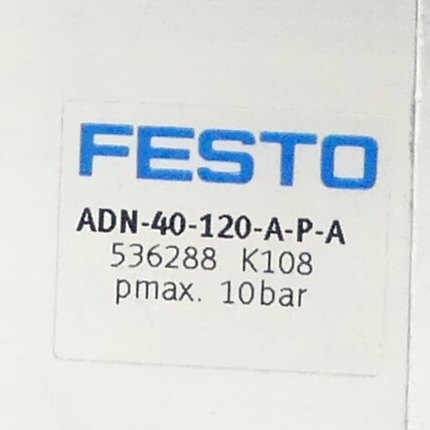 FESTO
ADN-40-120-A-P-A
536288 K108
pmax. 10bar